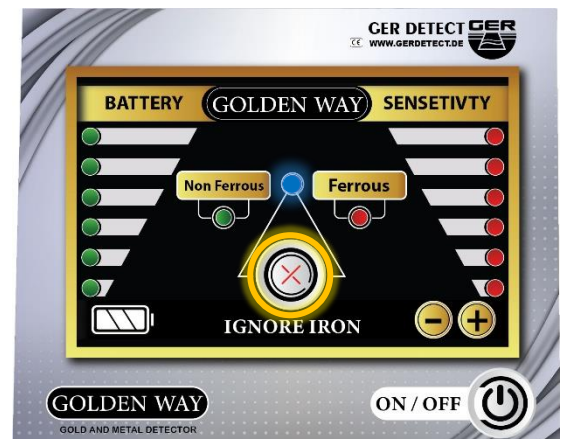 GER DETECT GER
CE WWW.GERDETECT.DE
BATTERY GOLDEN WAY SENSETIVTY
Non Ferrous Ferrous
IGNORE IRON
- +
GOLDEN WAY ON / OFF
GOLD AND METAL DETECTOR